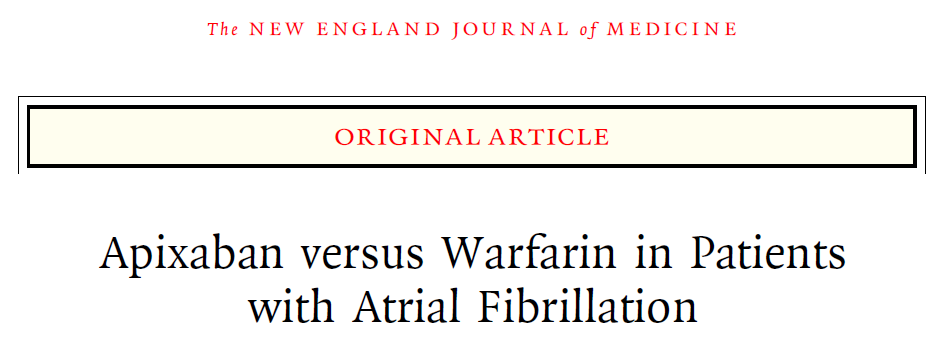 The NEW ENGLAND JOURNAL of MEDICINE
ORIGINAL ARTICLE
Apixaban versus Warfarin in Patients
with Atrial Fibrillation